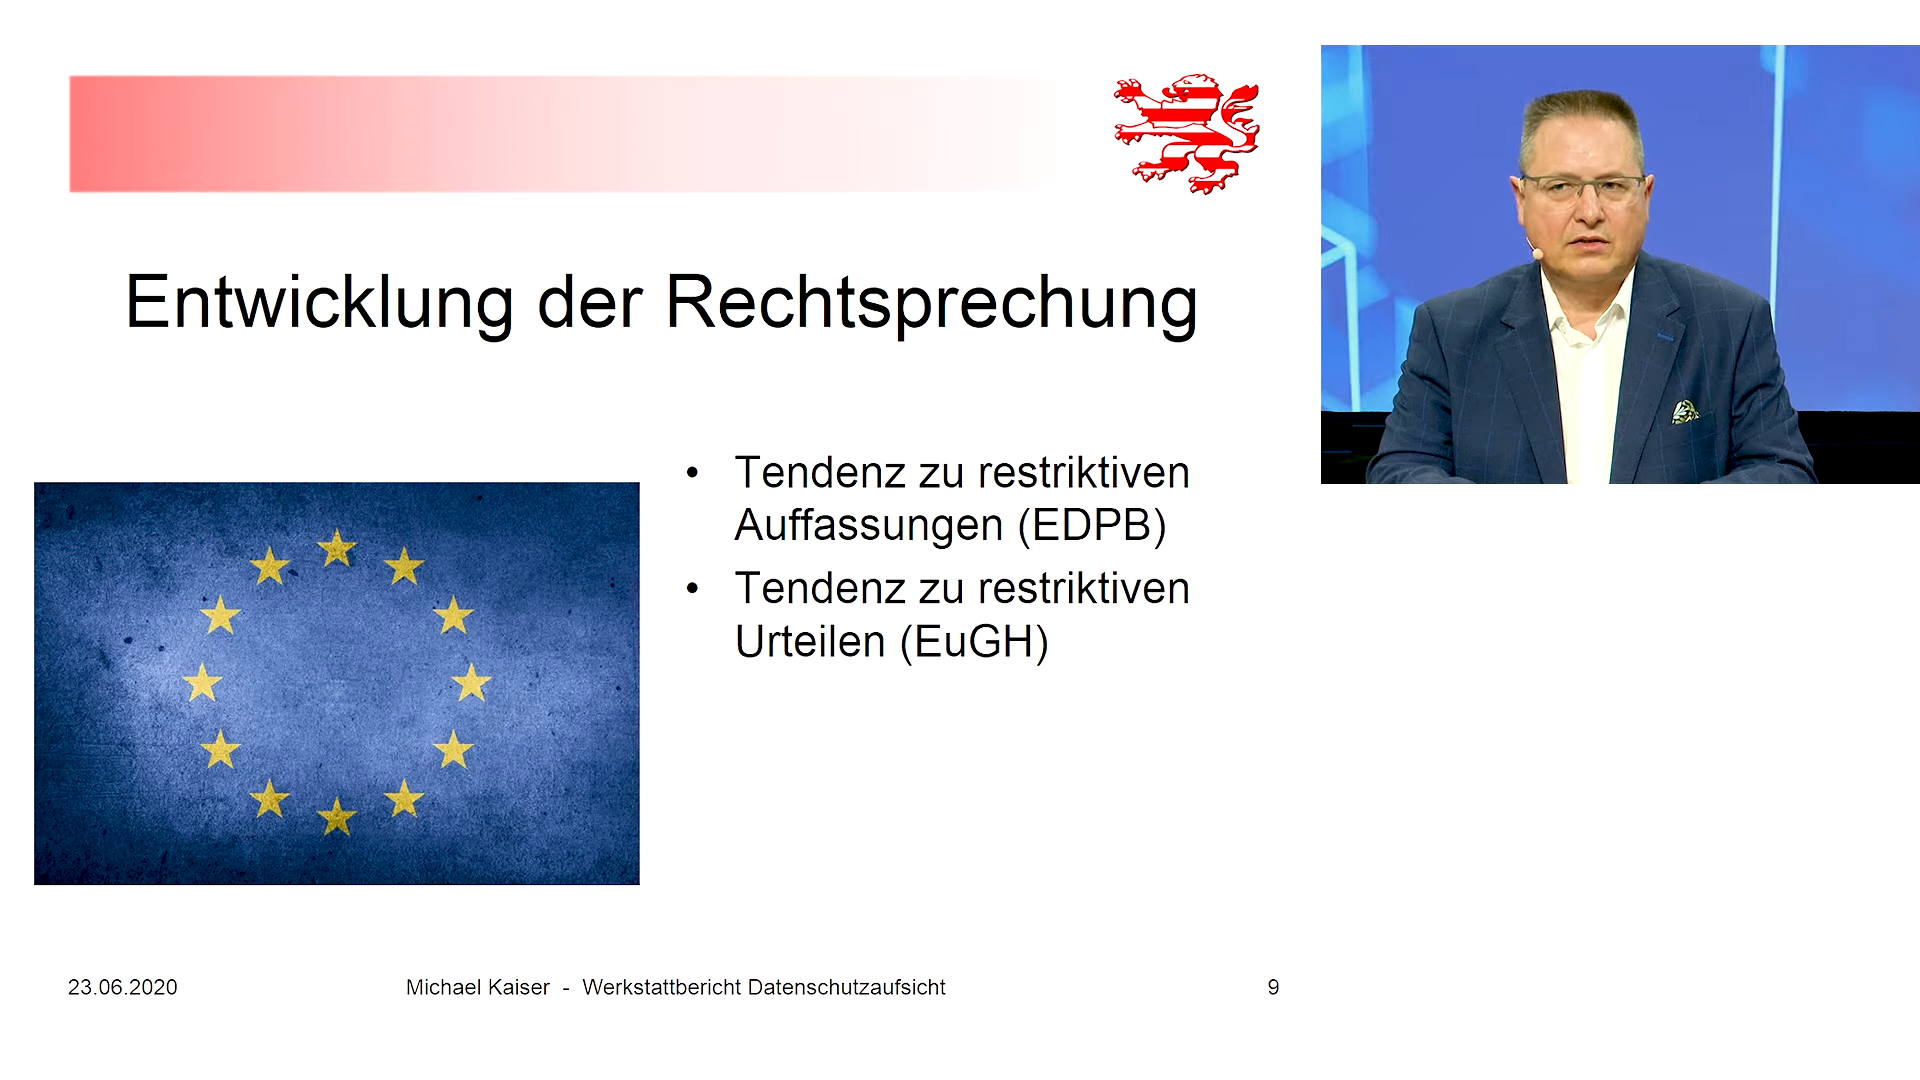 Entwicklung der Rechtsprechung
• Tendenz zu restriktiven
Auffassungen (EDPB)
• Tendenz zu restriktiven
Urteilen (EuGH)
23.06.2020 Michael Kaiser - Werkstattbericht Datenschutzaufsicht 9